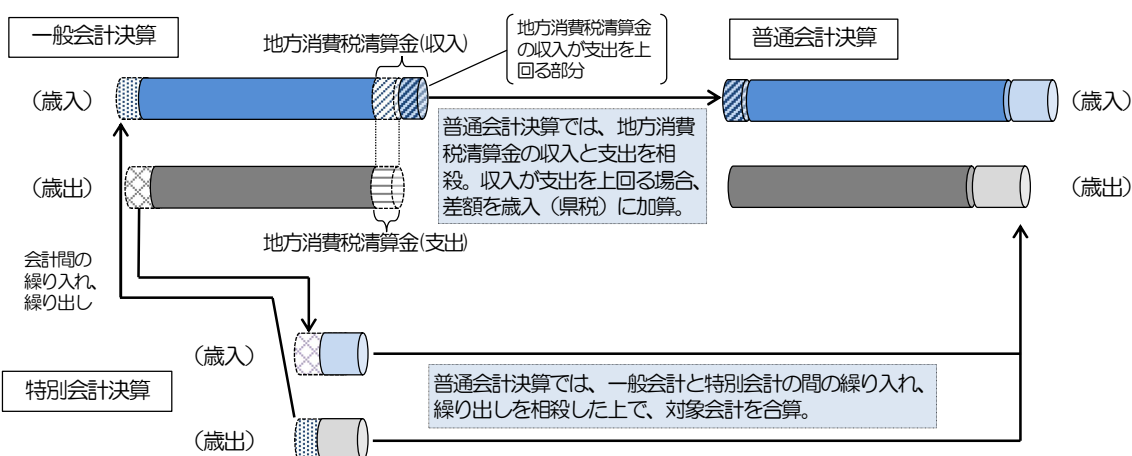 一般会計決算
地方消費税清算金(収入)
地方消費税清算金
の収入が支出を上
回る部分
普通会計決算
（歳入）
（歳入）
普通会計決算では、地方消費
税清算金の収入と支出を相
殺。収入が支出を上回る場合、
差額を歳入（県税）に加算。
（歳出）
（歳出）
地方消費税清算金(支出)
会計間の
繰り入れ、
繰り出し
（歳入）
特別会計決算
普通会計決算では、一般会計と特別会計の間の繰り入れ、
繰り出しを相殺した上で、対象会計を合算。
（歳出）